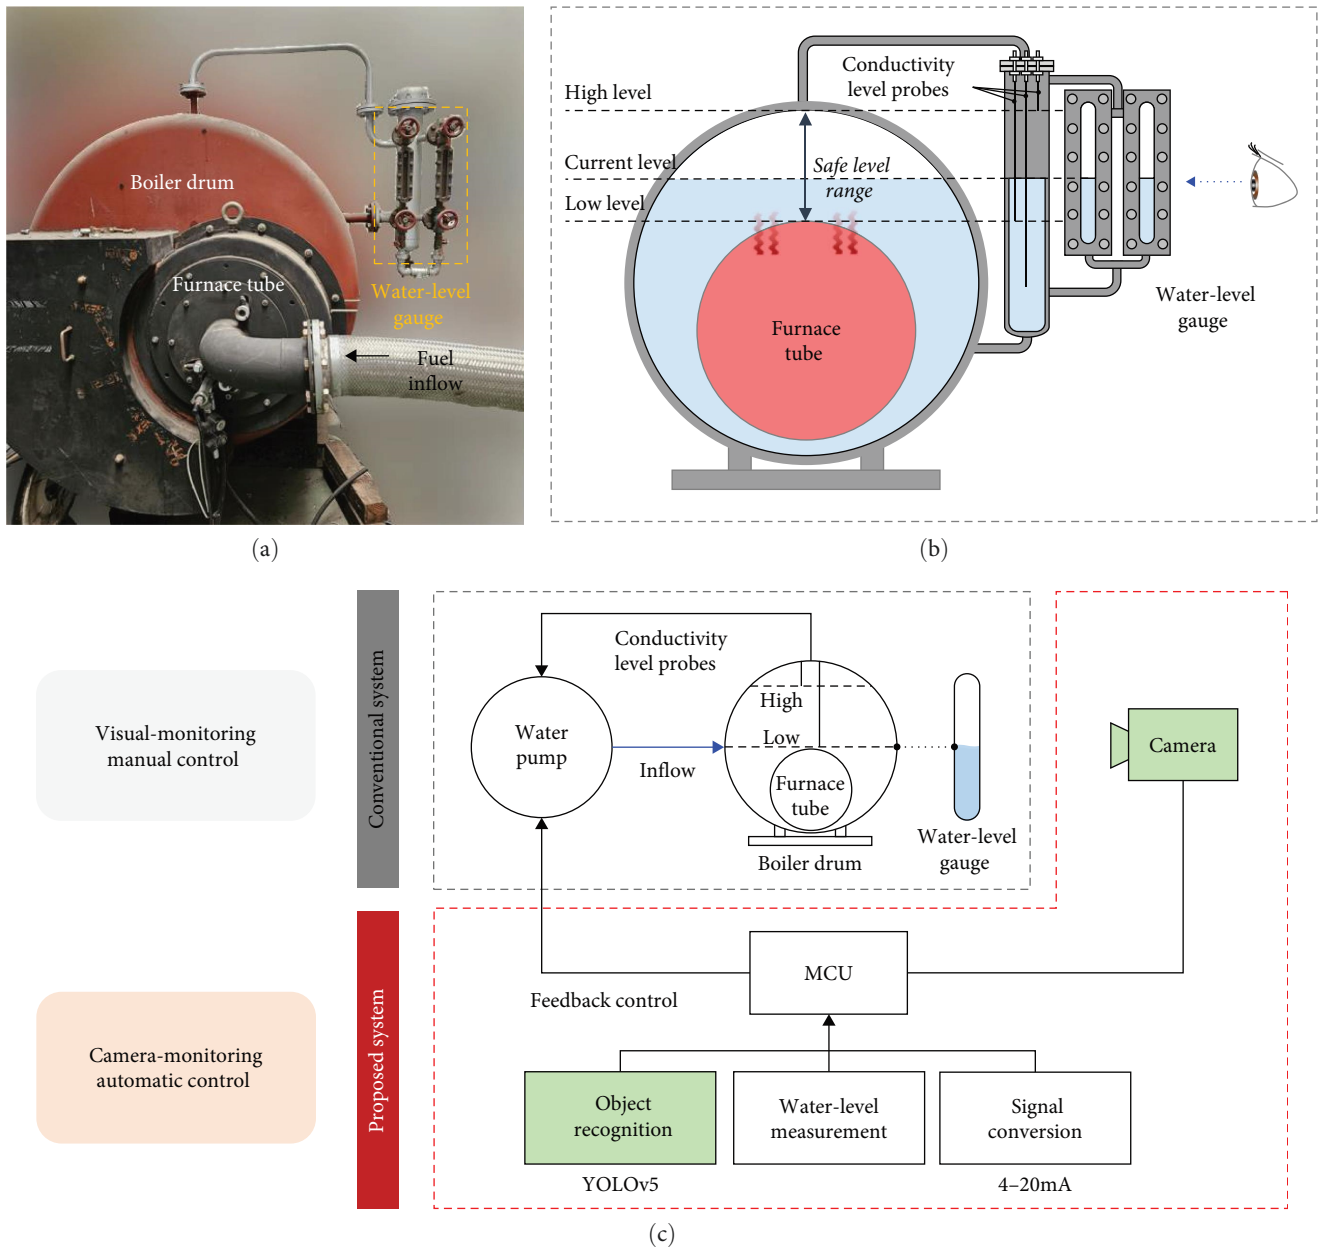 Boiler drum
Furnace tube
Water-level
gauge
Fuel
inflow
(a)
Conductivity
level probes
High level
Current level
Safe level
range
Low level
Furnace
tube
Water-level
gauge
(b)
Visual-monitoring
manual control
Conventional system
Conductivity
level probes
High
Water
pump
Low
Inflow
Furnace
tube
Boiler drum
Water-level
gauge
Camera
Camera-monitoring
automatic control
Proposed system
MCU
Feedback control
Object
recognition
Water-level
measurement
Signal
conversion
YOLOv5
4–20mA
(c)